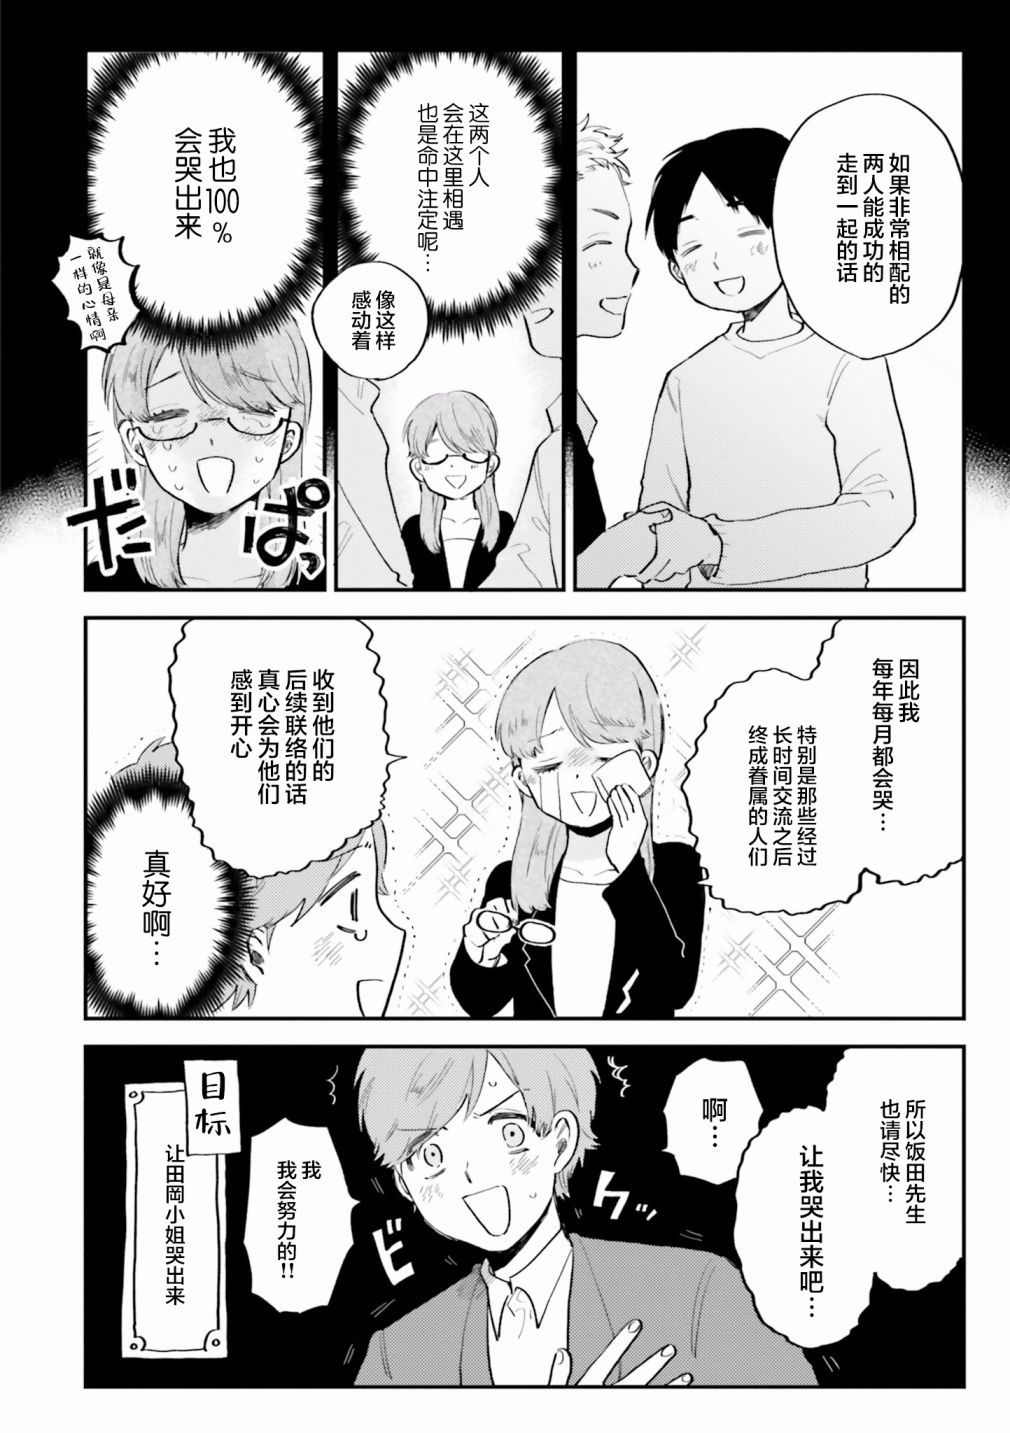 如果非常相配的
两人能成功的
走到一起的话
这两个人
会在这里相遇
也是命中注定呢…
像这样
感动着
我也100%
会哭出来
就像是母亲
一样的心情啊
だ
ぱっ
因此我
每年每月都会哭…
特别是那些经过
长时间交流之后
终成眷属的人们
收到他们的
后续联络的话
真心会为他们
感到开心
真好啊…
所以饭田先生
也请尽快…
让我哭出来吧…
啊…
ドキッ
我
我会努力的!!
目标
让田岡小姐哭出来